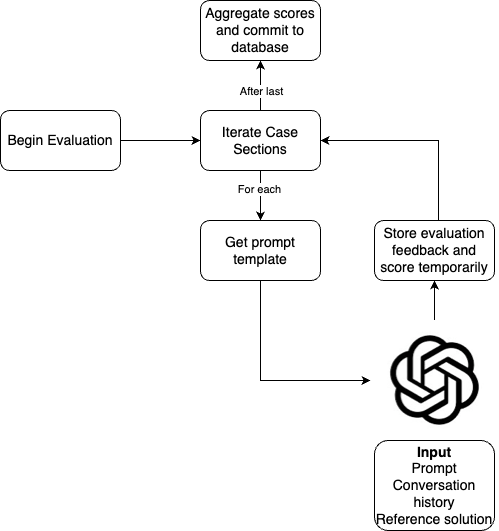 Aggregate scores
and commit to
database
After last
Begin Evaluation
Iterate Case
Sections
For each
Get prompt
template
Store evaluation
feedback and
score temporarily
Input
Prompt
Conversation
history
Reference solution